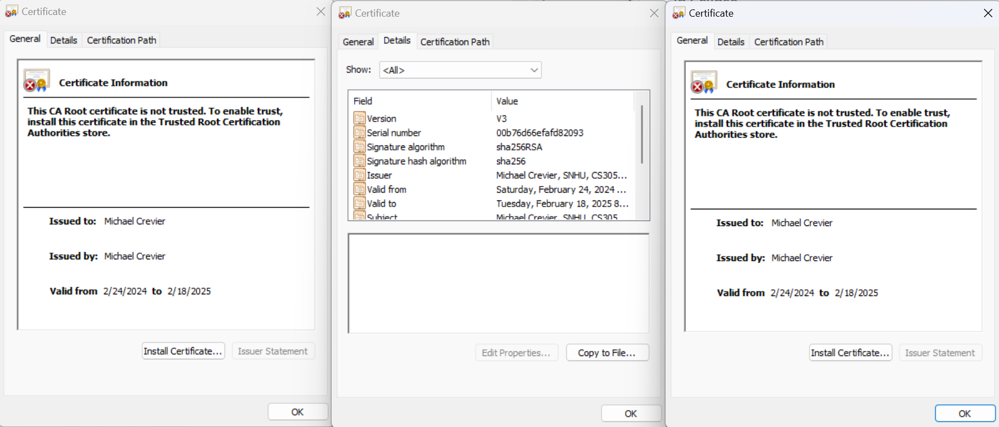 Certificate
General Details Certification Path
Certificate Information
This CA Root certificate is not trusted. To enable trust,
install this certificate in the Trusted Root Certification
Authorities store.
Issued to: Michael Crevier
Issued by: Michael Crevier
Valid from 2/24/2024 to 2/18/2025
Install Certificate... Issuer Statement
OK
Certificate
General Details Certification Path
Show: <All>
Field Value
Version V3
Serial number 00b76d66efafd82093
Signature algorithm sha256RSA
Signature hash algorithm sha256
Issuer Michael Crevier, SNHU, CS305...
Valid from Saturday, February 24, 2024 ...
Valid to Tuesday, February 18, 2025 8...
Subject Michael Crevier, SNHU, CS305
Edit Properties... Copy to File...
OK
Certificate
General Details Certification Path
Certificate Information
This CA Root certificate is not trusted. To enable trust,
install this certificate in the Trusted Root Certification
Authorities store.
Issued to: Michael Crevier
Issued by: Michael Crevier
Valid from 2/24/2024 to 2/18/2025
Install Certificate... Issuer Statement
OK